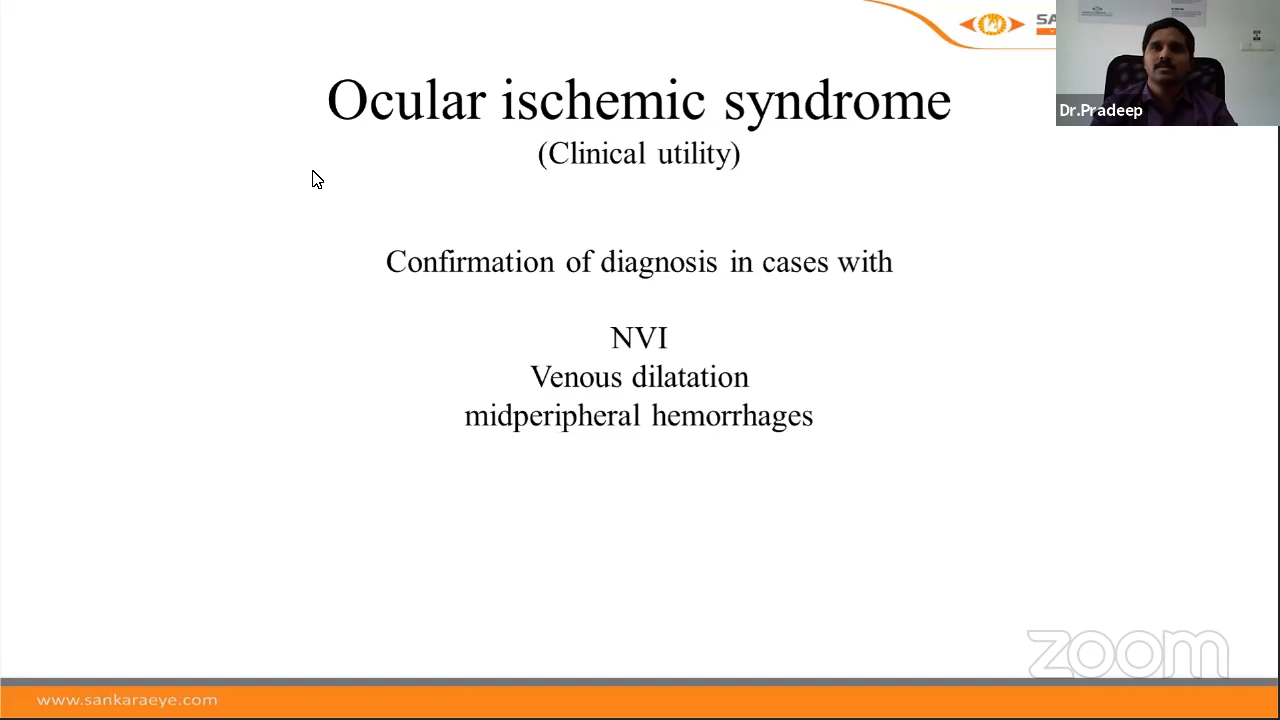 Ocular ischemic syndrome
(Clinical utility)
Confirmation of diagnosis in cases with
NVI
Venous dilatation
midperipheral hemorrhages
SA
Dr.Pradeep
zoom
www.sankaraeye.com